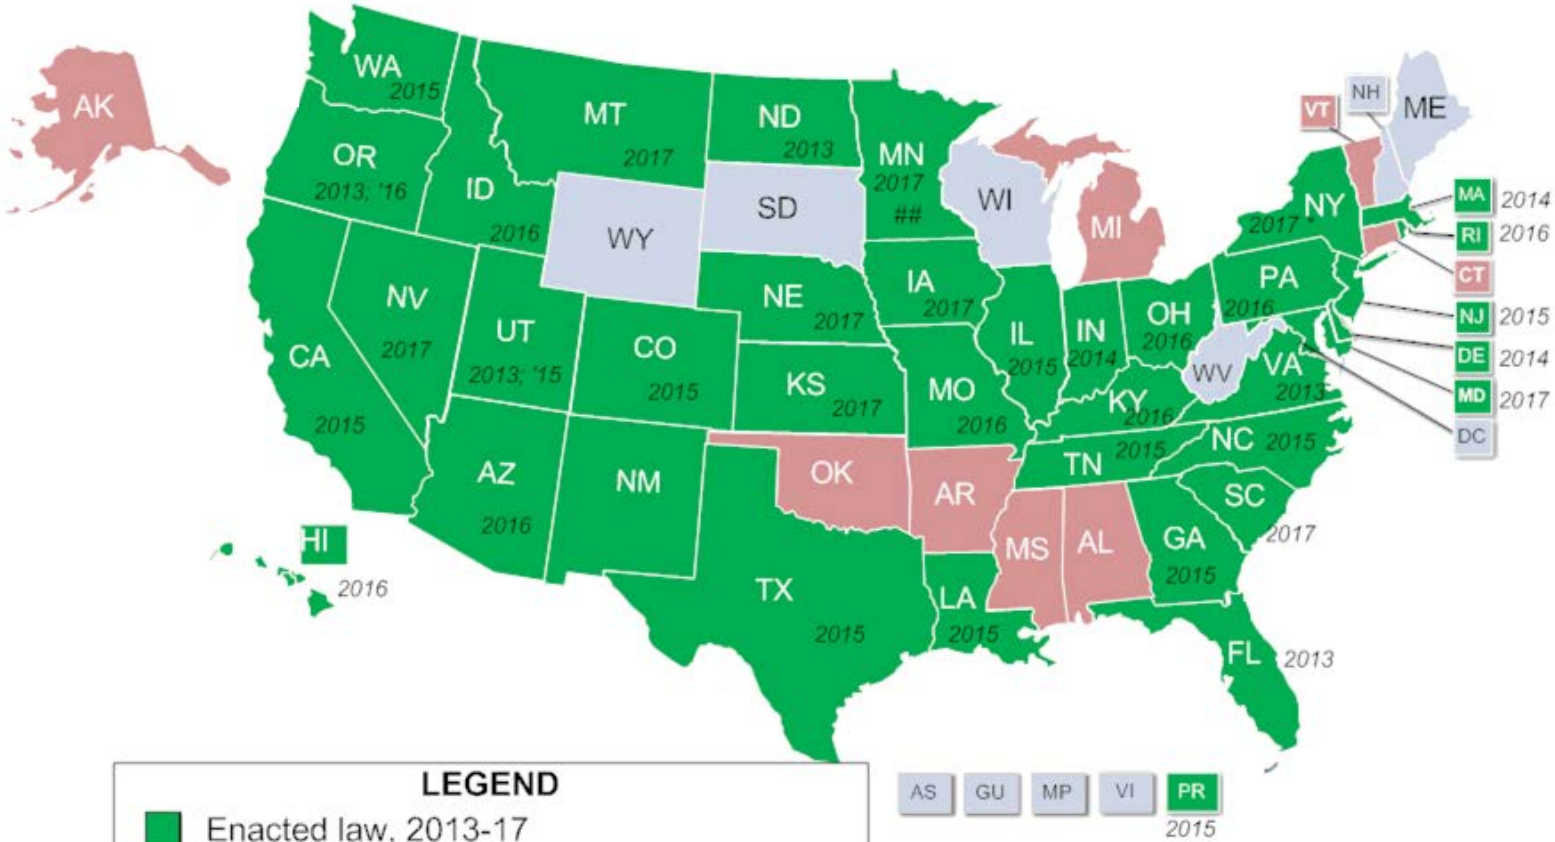 WA
2015
AK
MT
2017
ND
2013
MN
2017
##
OR
2013; '16
ID
2016
WY
SD
WI
MI
VT
NH
ME
NY
2017 *
MA 2014
RI 2016
CT
NJ 2015
DE 2014
MD 2017
DC
NV
2017
UT
2013; '15
CO
2015
NE
2017
IA
2017
IL
2015
IN
2014
OH
2016
PA
2016
WV
VA
2013
CA
2015
KS
2017
MO
2016
KY
2016
TN
2015
NC 2015
SC
2017
AZ
2016
NM
OK
AR
MS
AL
GA
2015
HI
2016
TX
2015
LA
2015
FL 2013
LEGEND
Enacted law. 2013-17
AS GU MP VI PR
2015